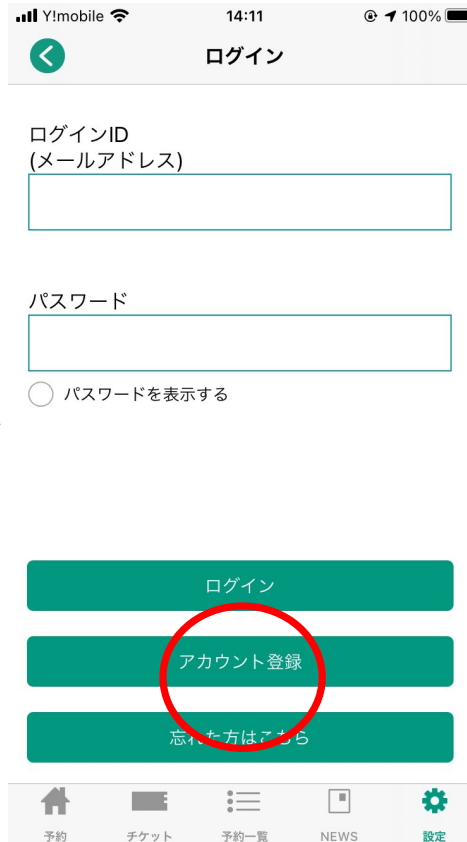 Y!mobile 14:11 100%
ログイン
ログインID
(メールアドレス)
パスワード
パスワードを表示する
ログイン
アカウント登録
忘れた方はこちら
予約 チケット 予約一覧 NEWS 設定